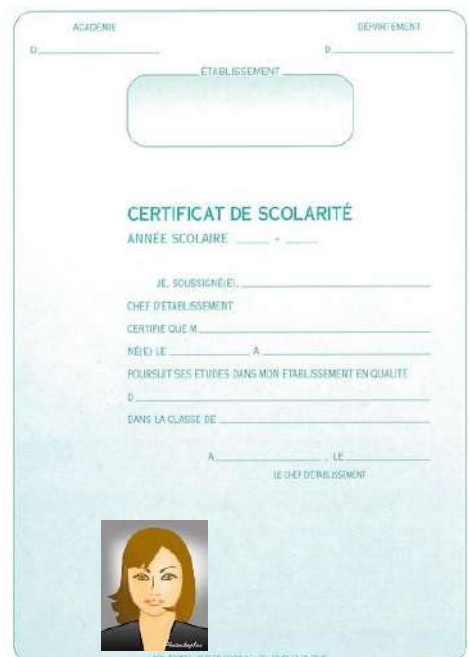 ACADÉMIE DÉPARTEMENT
D D
ÉTABLISSEMENT
CERTIFICAT DE SCOLARITÉ
ANNÉE SCOLAIRE -
JE, SOUSSIGNÉ(E),
CHEF D'ÉTABLISSEMENT
CERTIFIE QUE M
NÉ(E) LE A
POURSUIT SES ÉTUDES DANS MON ÉTABLISSEMENT EN QUALITÉ
D
DANS LA CLASSE DE
A , LE
LE CHEF D'ÉTABLISSEMENT